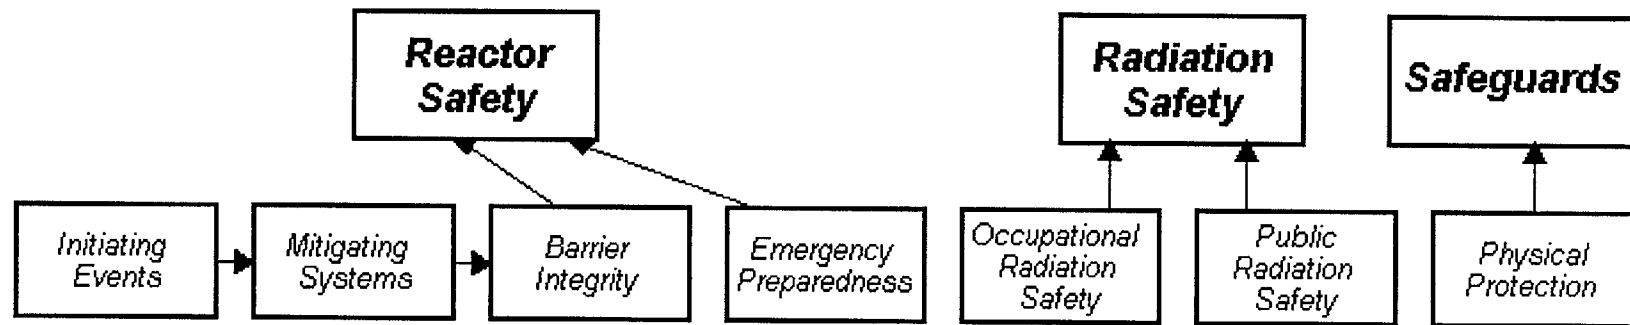 Reactor
Safety
Radiation
Safety
Safeguards
Initiating
Events
Mitigating
Systems
Barrier
Integrity
Emergency
Preparedness
Occupational
Radiation
Safety
Public
Radiation
Safety
Physical
Protection